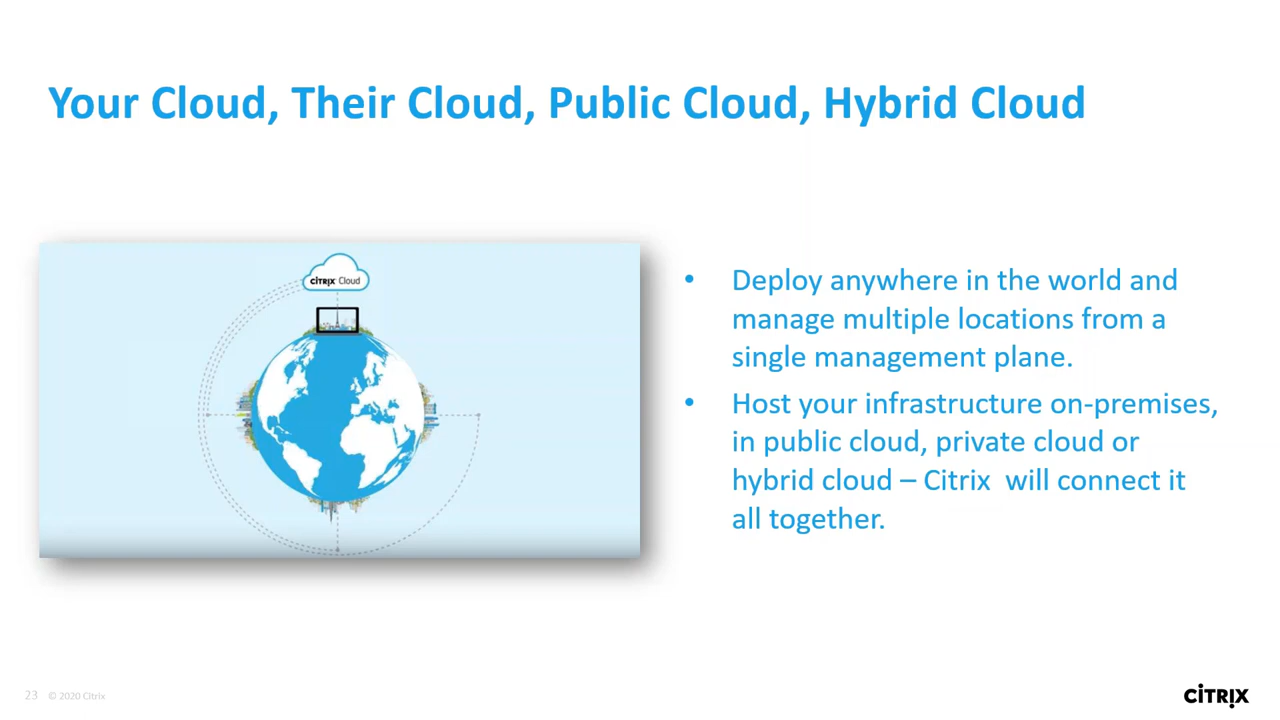 Your Cloud, Their Cloud, Public Cloud, Hybrid Cloud
CITRIX Cloud
• Deploy anywhere in the world and
manage multiple locations from a
single management plane.
• Host your infrastructure on-premises,
in public cloud, private cloud or
hybrid cloud – Citrix will connect it
all together.
23 © 2020 Citrix
CITRIX